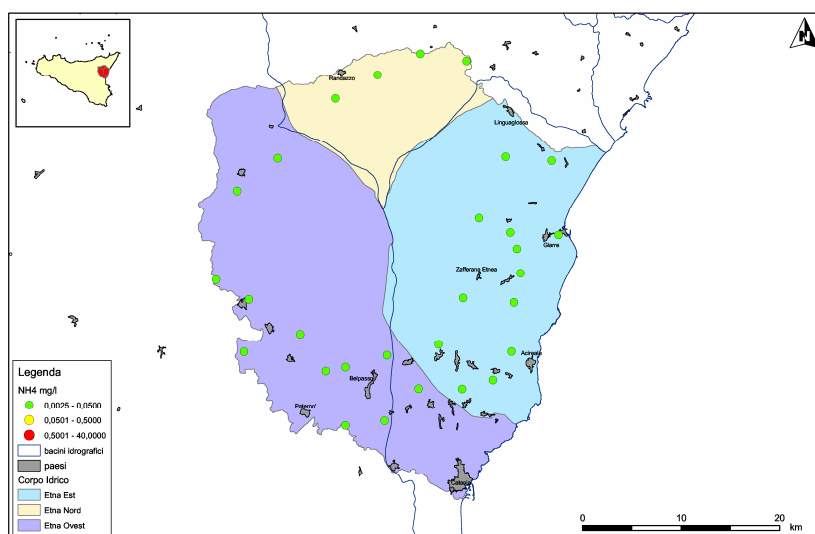 N
Randazzo
Linguaglossa
Giarre
Zafferana Etnea
Acireale
Belpasso
Paterno'
Catania
Legenda
NH4 mg/l
0,0025 - 0,0500
0,0501 - 0,5000
0,5001 - 40,0000
bacini idrografici
paesi
Corpo Idrico
Etna Est
Etna Nord
Etna Ovest
0 10 20
km